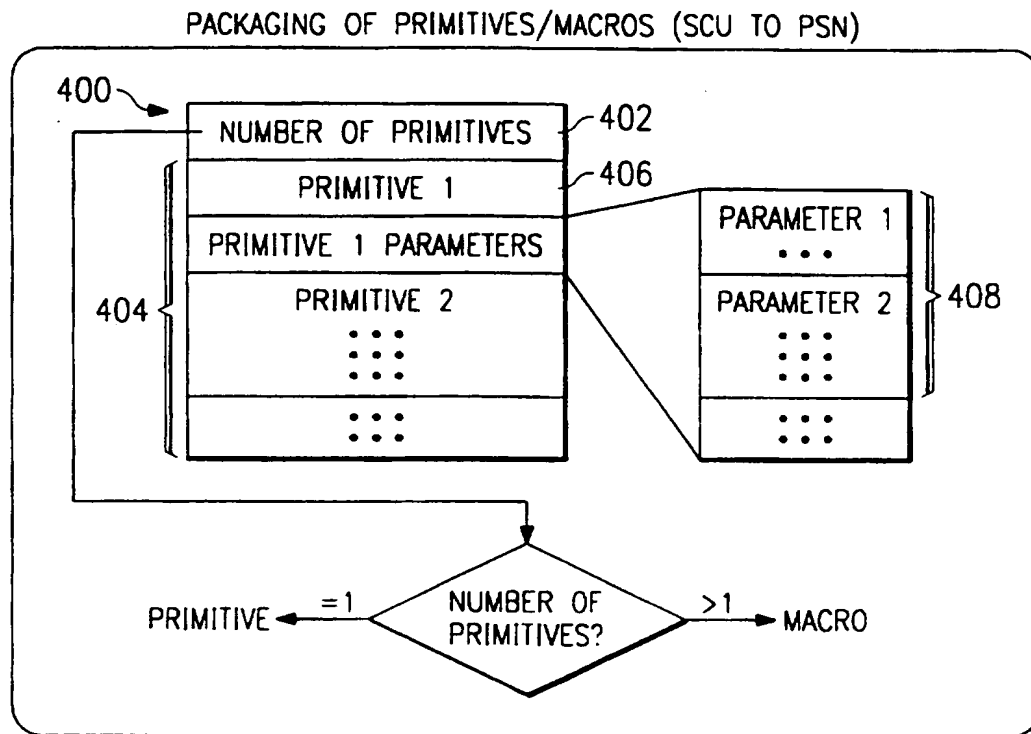 PACKAGING OF PRIMITIVES/MACROS (SCU TO PSN)
400
NUMBER OF PRIMITIVES
402
PRIMITIVE 1
406
PRIMITIVE 1 PARAMETERS
404
PRIMITIVE 2
PARAMETER 1
PARAMETER 2
408
NUMBER OF
PRIMITIVES?
=1
PRIMITIVE
>1
MACRO